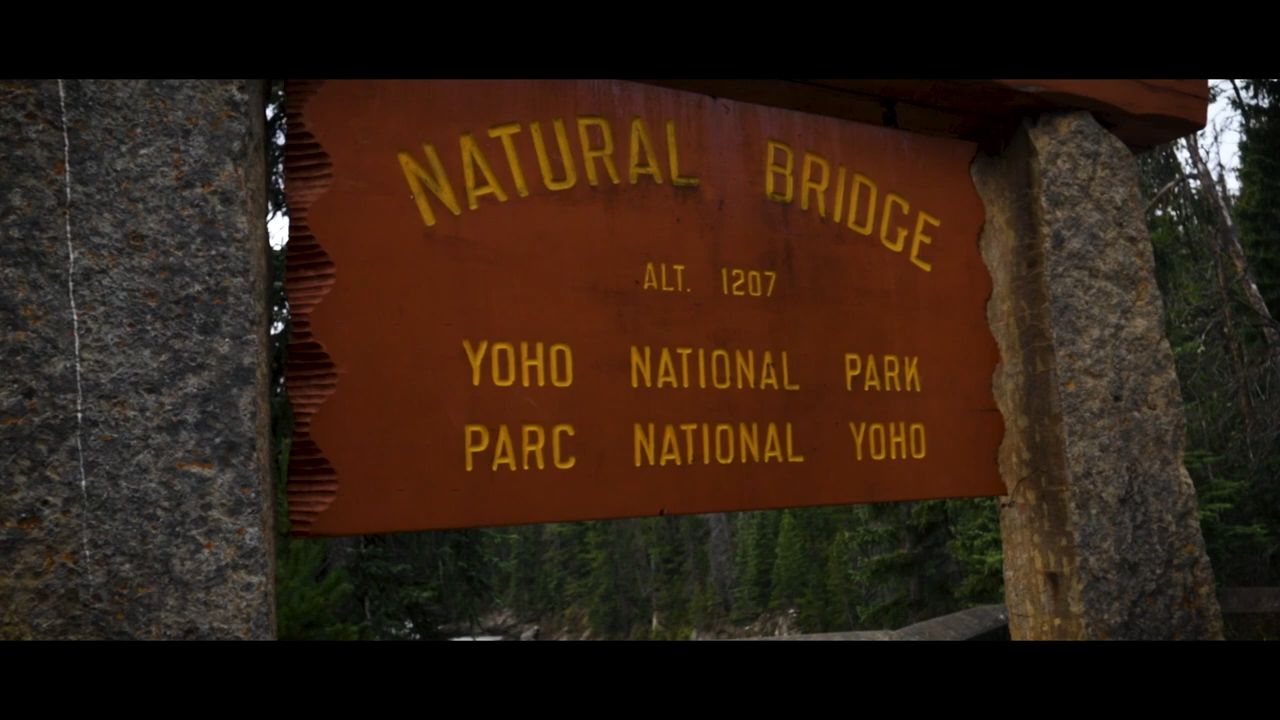 NATURAL BRIDGE
ALT. 1207
YOHO NATIONAL PARK
PARC NATIONAL YOHO